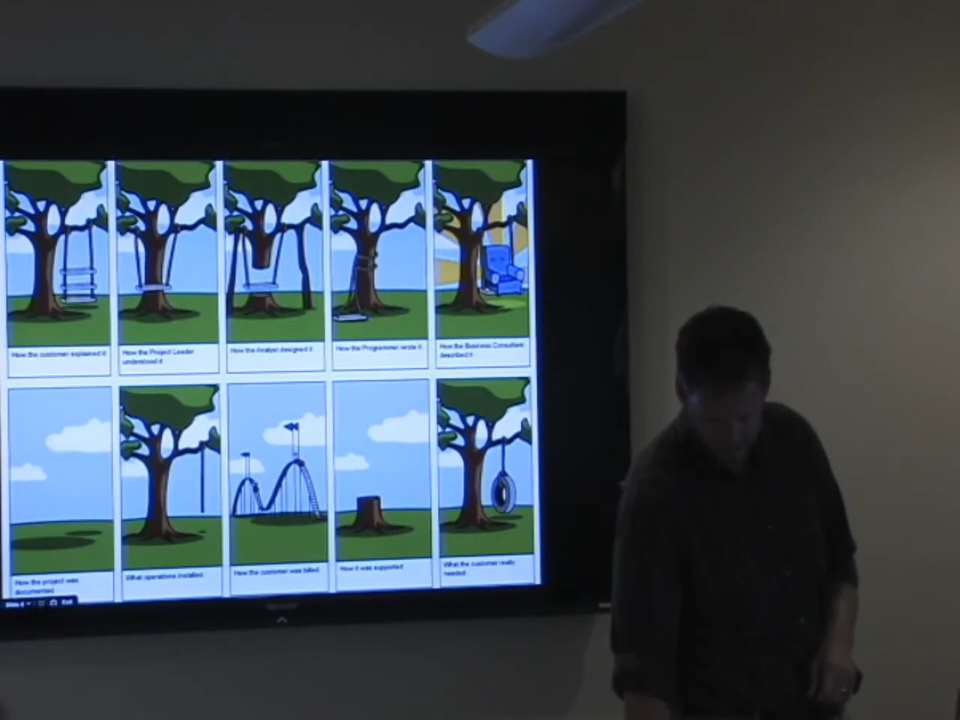 How the customer explained it
How the Project Leader
understood it
How the Analyst designed it
How the Programmer wrote it
How the Business Consultant
described it
How the project was
documented
What operations installed
How the customer was billed
How it was supported
What the customer really
needed
Exit